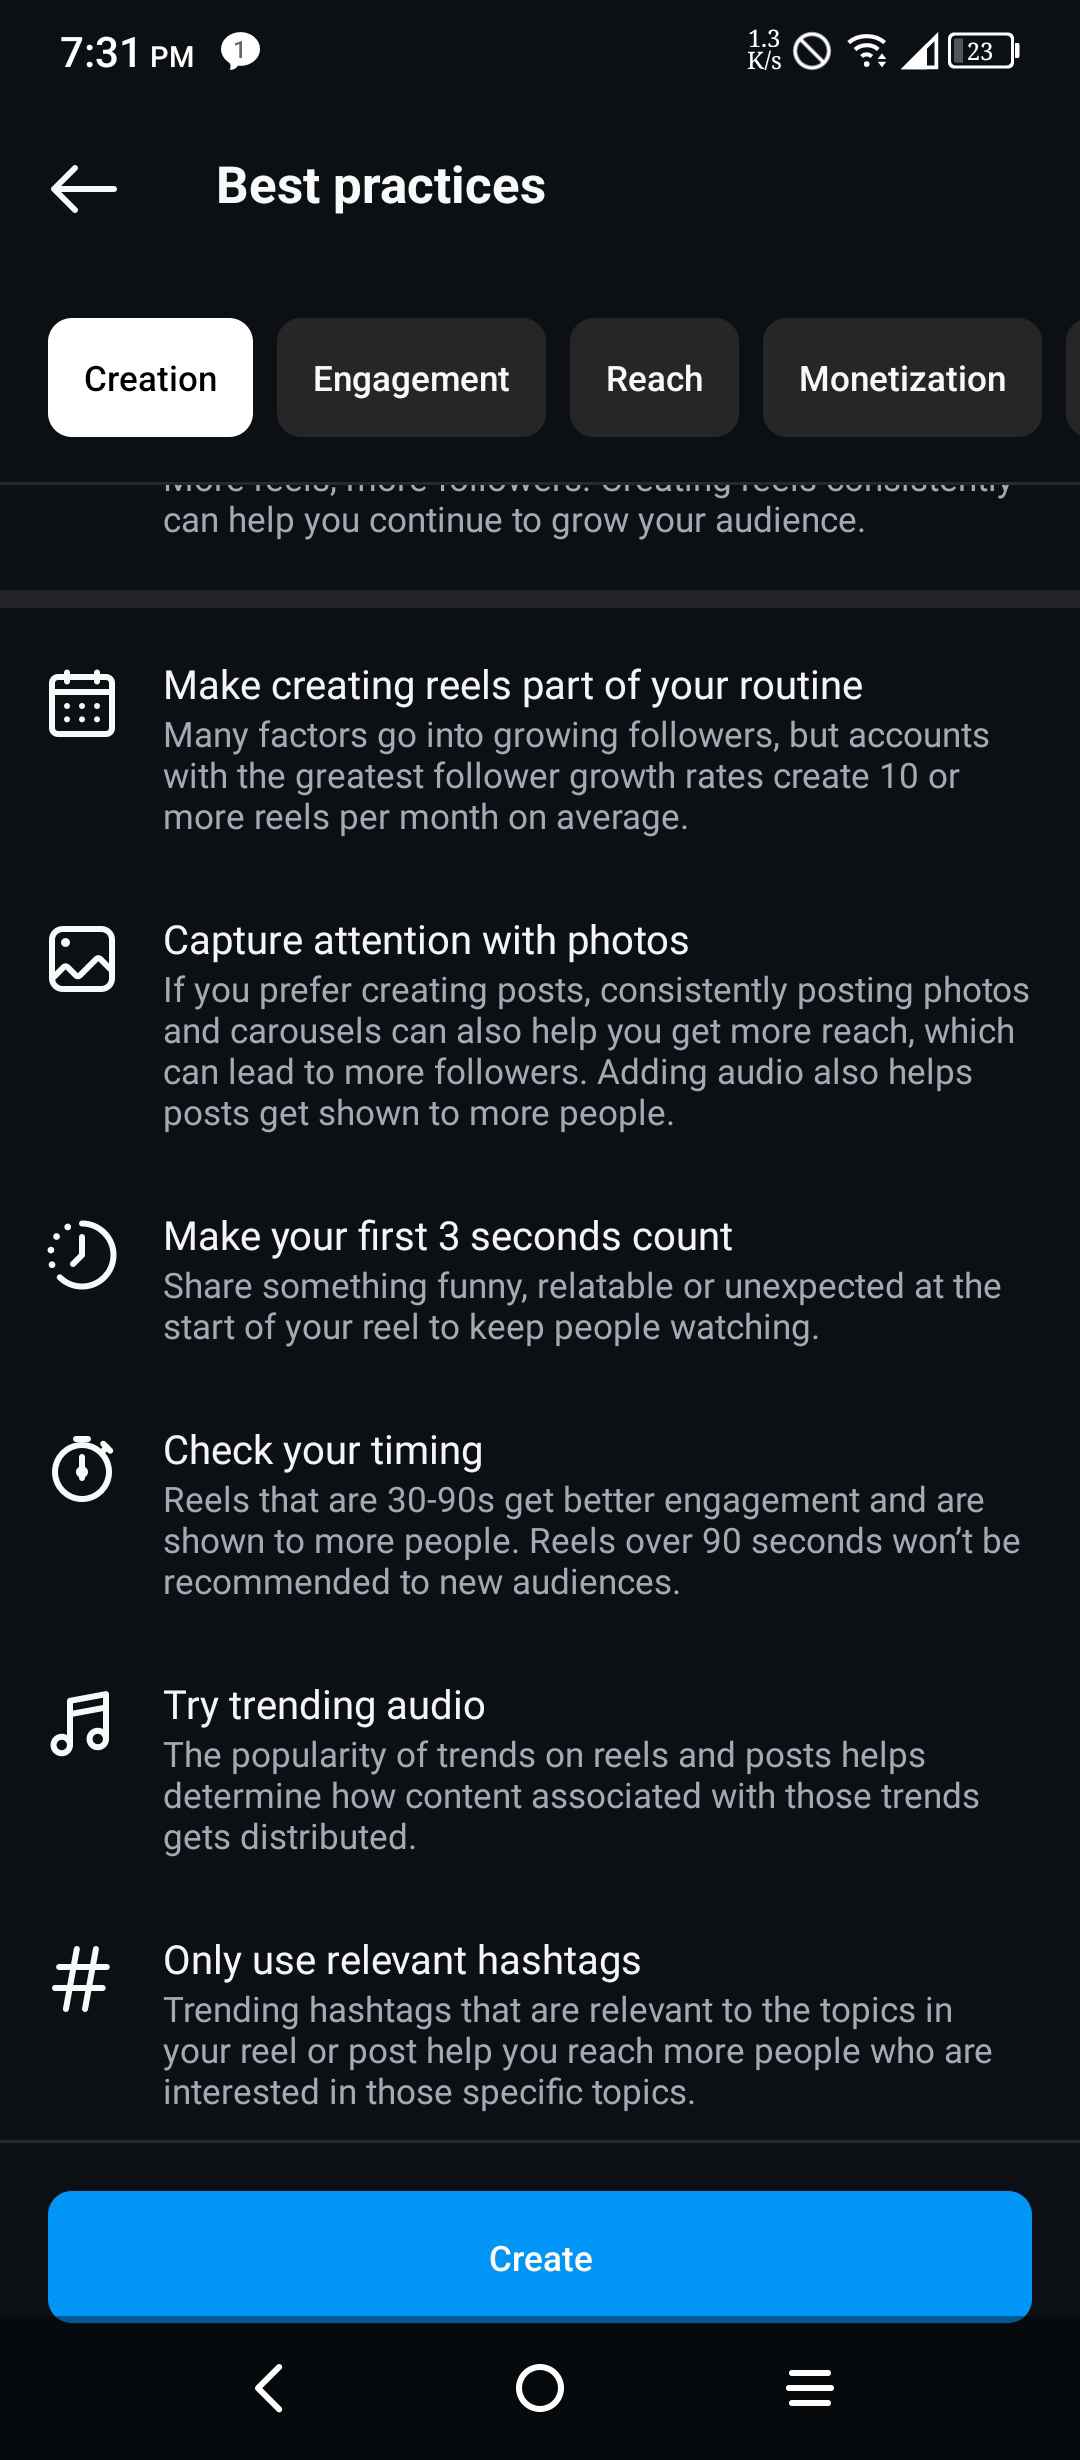 7:31 PM 1 1.3 K/s 23
Best practices
Creation Engagement Reach Monetization
More reels, more followers. Creating reels consistently
can help you continue to grow your audience.
Make creating reels part of your routine
Many factors go into growing followers, but accounts
with the greatest follower growth rates create 10 or
more reels per month on average.
Capture attention with photos
If you prefer creating posts, consistently posting photos
and carousels can also help you get more reach, which
can lead to more followers. Adding audio also helps
posts get shown to more people.
Make your first 3 seconds count
Share something funny, relatable or unexpected at the
start of your reel to keep people watching.
Check your timing
Reels that are 30-90s get better engagement and are
shown to more people. Reels over 90 seconds won’t be
recommended to new audiences.
Try trending audio
The popularity of trends on reels and posts helps
determine how content associated with those trends
gets distributed.
Only use relevant hashtags
Trending hashtags that are relevant to the topics in
your reel or post help you reach more people who are
interested in those specific topics.
Create